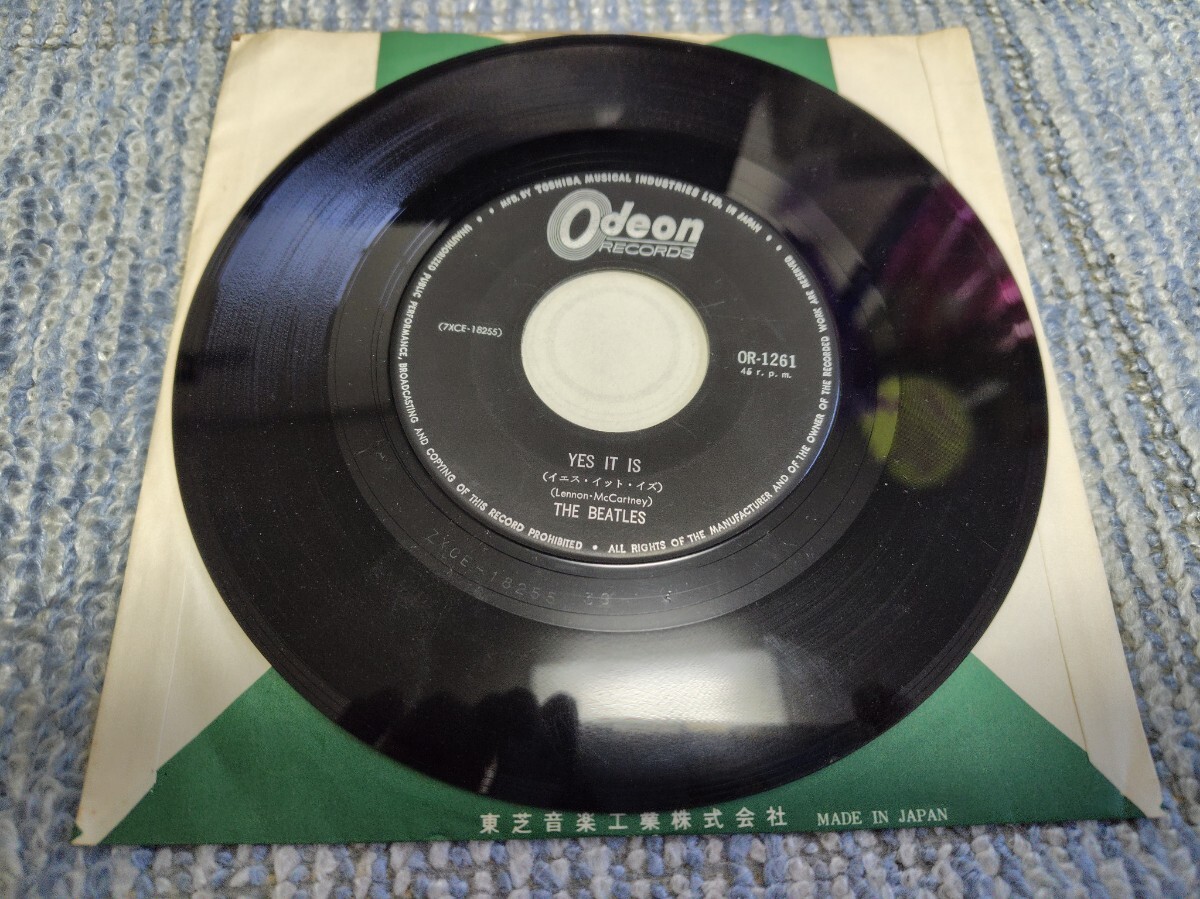 MFG. BY TOSHIBA MUSICAL INDUSTRIES LTD. IN JAPAN
Odeon
RECORDS
(7XCE-18255)
OR-1261
45 r.p.m.
YES IT IS
(イエス・イット・イズ)
(Lennon-McCartney)
THE BEATLES
UNAUTHORIZED PUBLIC PERFORMANCE, BROADCASTING AND COPYING OF THIS RECORD PROHIBITED • ALL RIGHTS OF THE MANUFACTURER AND OF THE OWNER OF THE RECORDED WORK ARE RESERVED
7XCE-18255
東芝音楽工業株式会社 MADE IN JAPAN